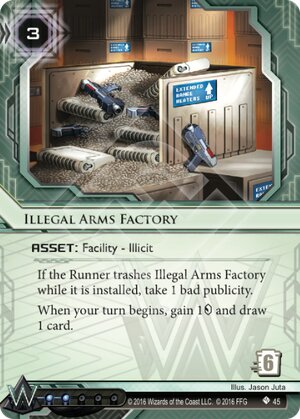 3
EXTENDED
RANGE
HEATERS
ILLEGAL ARMS FACTORY
ASSET: Facility - Illicit
If the Runner trashes Illegal Arms Factory
while it is installed, take 1 bad publicity.
When your turn begins, gain 1 and draw
1 card.
6
Illus. Jason Juta
© 2016 Wizards of the Coast LLC. © 2016 FFG
45